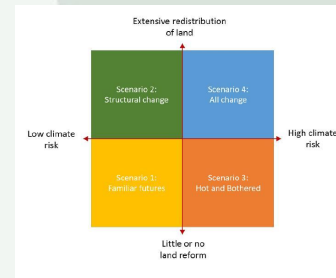 Extensive redistribution
of land
Scenario 2:
Structural change
Scenario 4:
All change
Low climate
risk
High climate
risk
Scenario 1:
Familiar futures
Scenario 3:
Hot and Bothered
Little or no
land reform